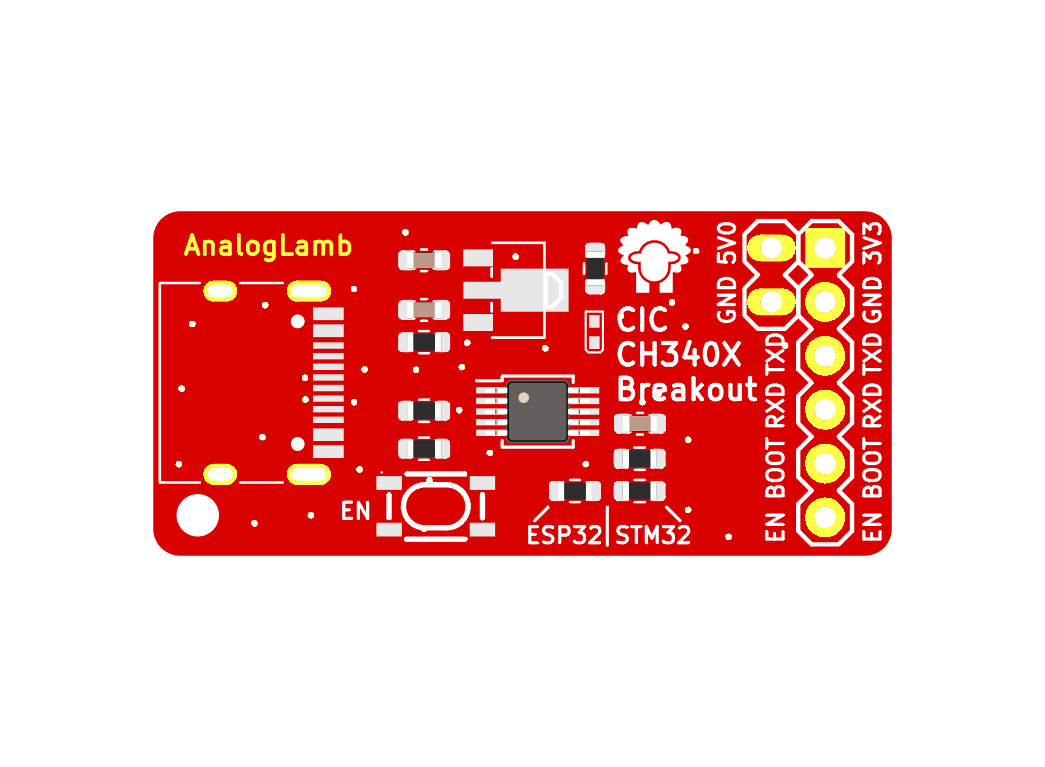 AnalogLamb
CIC
CH340X
Breakout
EN
ESP32
STM32
5V0
GND
TXD
RXD
BOOT
EN
3V3
GND
TXD
RXD
BOOT
EN